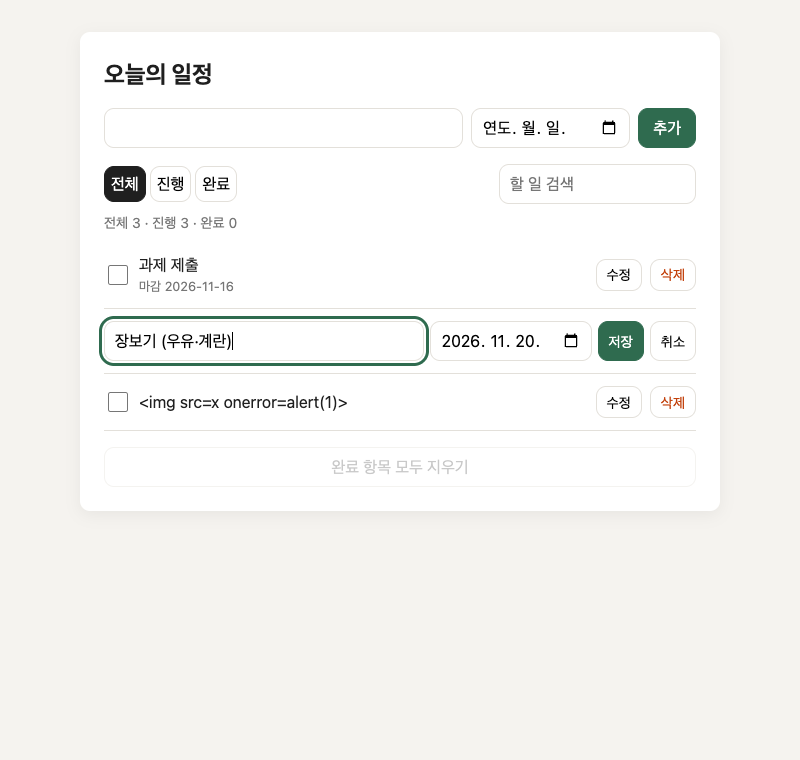 오늘의 일정
연도. 월. 일. 추가
전체 진행 완료 할 일 검색
전체 3 · 진행 3 · 완료 0
과제 제출 수정 삭제
마감 2026-11-16
장보기 (우유·계란) 2026. 11. 20. 저장 취소
<img src=x onerror=alert(1)> 수정 삭제
완료 항목 모두 지우기